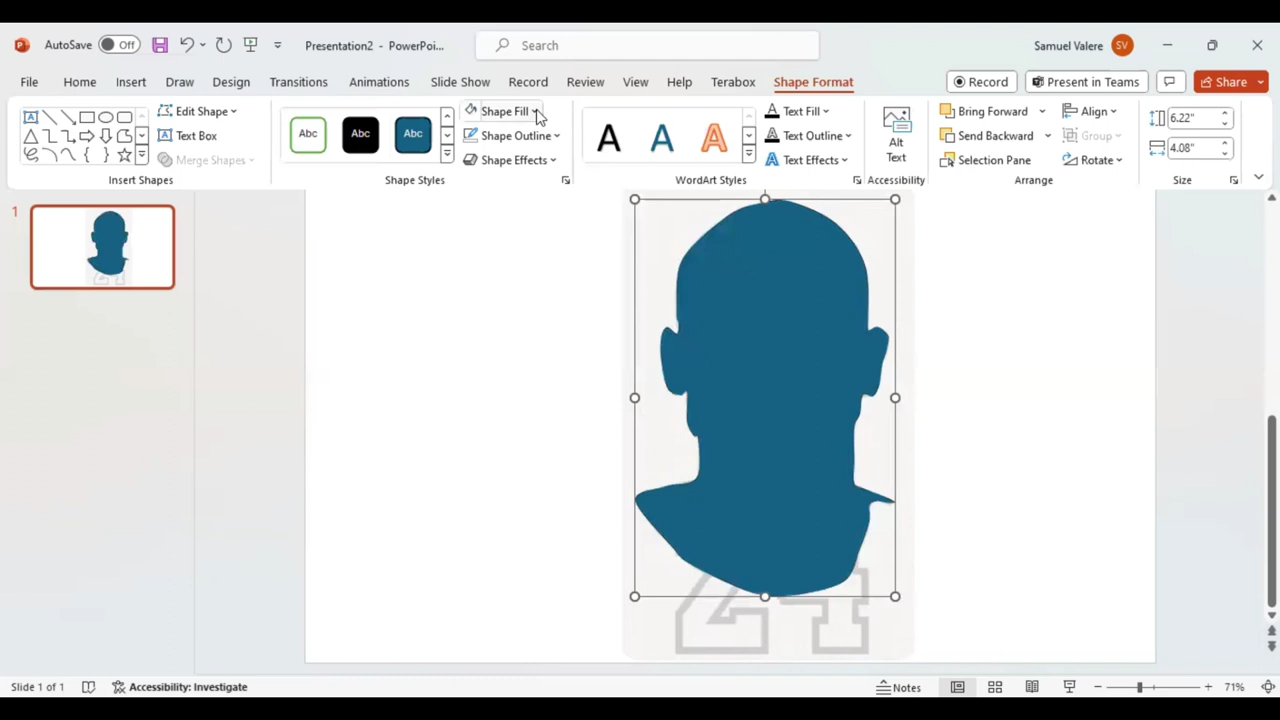 AutoSave Off Presentation2 - PowerPoi... Search Samuel Valere SV
File Home Insert Draw Design Transitions Animations Slide Show Record Review View Help Terabox Shape Format Record Present in Teams Share
Edit Shape
Text Box
Merge Shapes
Insert Shapes
Abc Abc Abc
Shape Fill
Shape Outline
Shape Effects
Shape Styles
A A A
Text Fill
Text Outline
Text Effects
WordArt Styles
Alt
Text
Accessibility
Bring Forward
Send Backward
Selection Pane
Align
Group
Rotate
Arrange
6.22"
4.08"
Size
1
24
Slide 1 of 1 Accessibility: Investigate Notes 71%